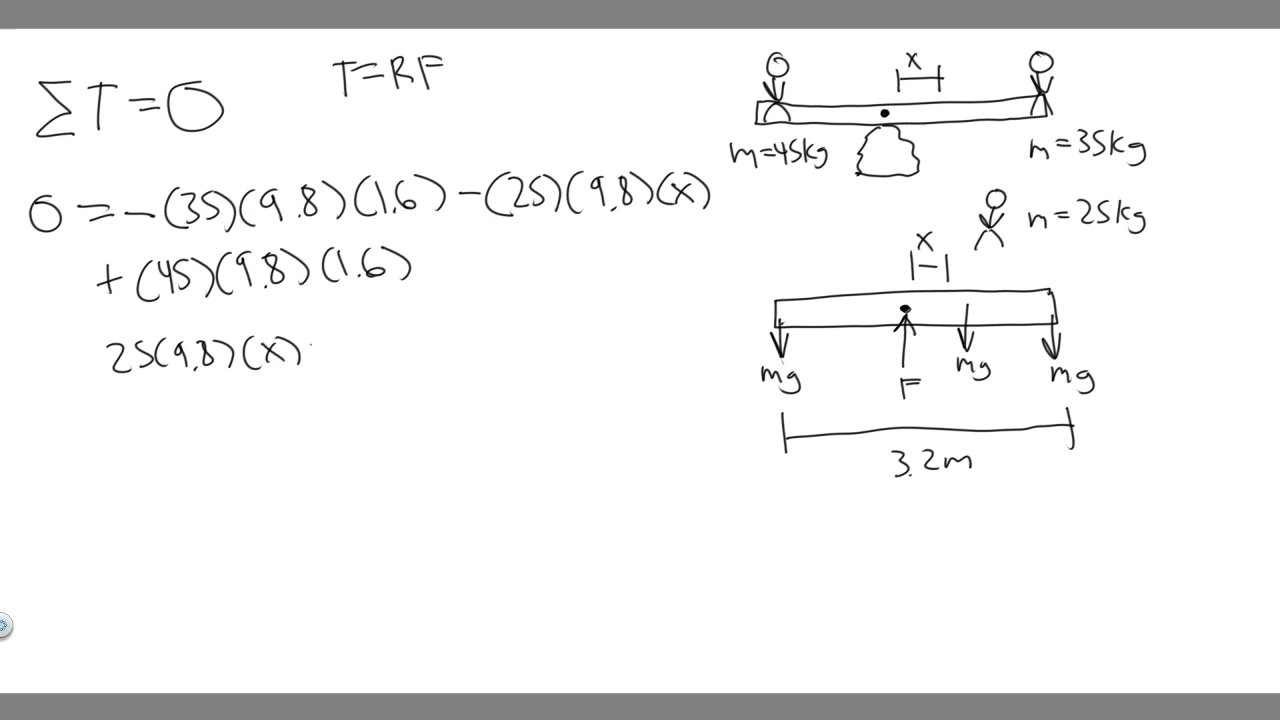 ΣT=0
T=RF
0=-(35)(9.8)(1.6)-(25)(9.8)(x)
+(45)(9.8)(1.6)
25(9.8)(x)
x
m=45kg
m=35kg
n=25kg
x
mg
F
mg
mg
3.2m